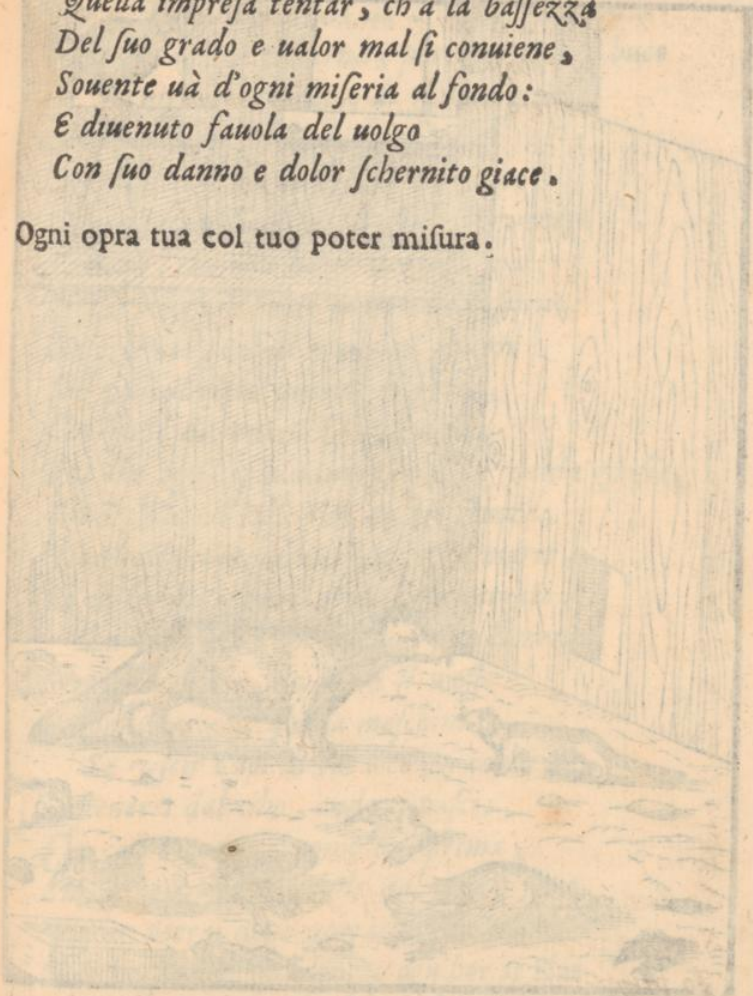 Quella impreſa tentar, ch'a la baſſezza
Del ſuo grado e ualor mal ſi conuiene,
Souente uà d'ogni miſeria al fondo:
E diuenuto fauola del uolgo
Con ſuo danno e dolor ſchernito giace.
Ogni opra tua col tuo poter miſura.